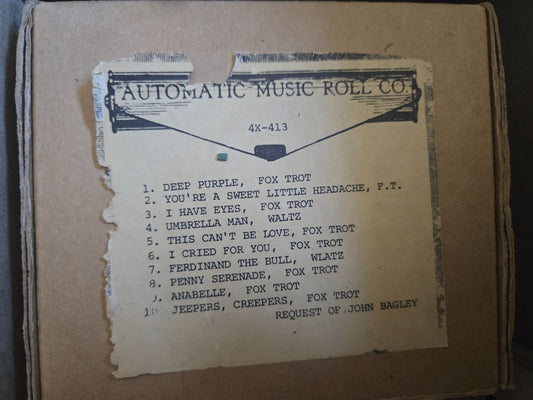 AUTOMATIC MUSIC ROLL CO.
4X-413
1. DEEP PURPLE, FOX TROT
2. YOU'RE A SWEET LITTLE HEADACHE, F.T.
3. I HAVE EYES, FOX TROT
4. UMBRELLA MAN, WALTZ
5. THIS CAN'T BE LOVE, FOX TROT
6. I CRIED FOR YOU, FOX TROT
7. FERDINAND THE BULL, WLATZ
8. PENNY SERENADE, FOX TROT
9. ANABELLE, FOX TROT
10. JEEPERS, CREEPERS, FOX TROT
REQUEST OF JOHN BAGLEY